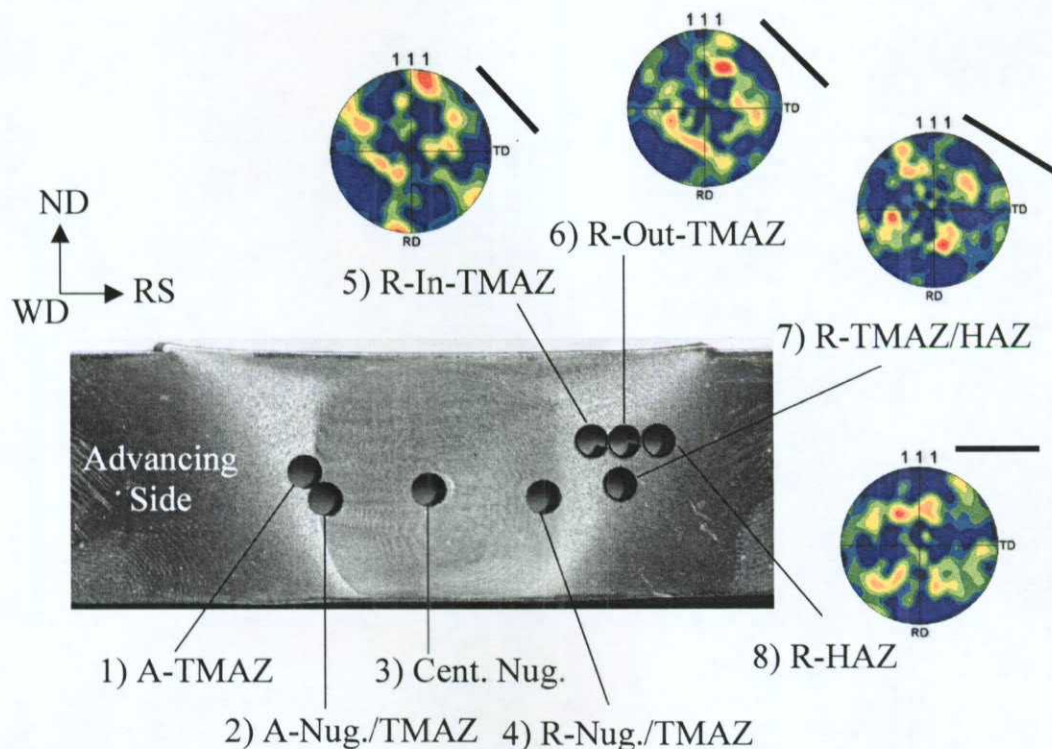 111
TD
RD
111
TD
RD
111
TD
RD
ND
WD
RS
6) R-Out-TMAZ
5) R-In-TMAZ
7) R-TMAZ/HAZ
Advancing
Side
111
TD
RD
1) A-TMAZ
3) Cent. Nug.
8) R-HAZ
2) A-Nug./TMAZ
4) R-Nug./TMAZ